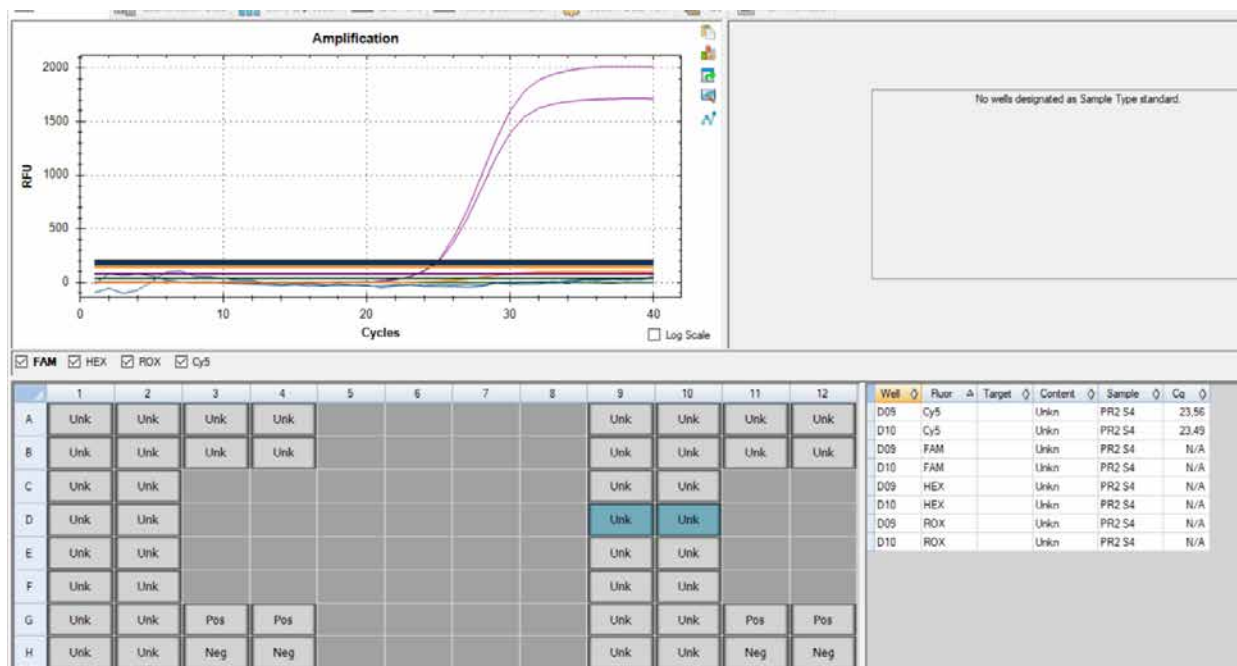 Amplification
2000
1500
1000
500
0
RFU
0 10 20 30 40
Cycles
Log Scale
No wells designated as Sample Type standard.
FAM HEX ROX Cy5
1 2 3 4 5 6 7 8 9 10 11 12
A Unk Unk Unk Unk Unk Unk Unk Unk
B Unk Unk Unk Unk Unk Unk Unk Unk
C Unk Unk Unk Unk
D Unk Unk Unk Unk
E Unk Unk Unk Unk
F Unk Unk Unk Unk
G Unk Unk Pos Pos Unk Unk Pos Pos
H Unk Unk Neg Neg Unk Unk Neg Neg
Well Fluor Target Content Sample Cq
D09 Cy5 Unkn PR2 S4 23,56
D10 Cy5 Unkn PR2 S4 23,49
D09 FAM Unkn PR2 S4 N/A
D10 FAM Unkn PR2 S4 N/A
D09 HEX Unkn PR2 S4 N/A
D10 HEX Unkn PR2 S4 N/A
D09 ROX Unkn PR2 S4 N/A
D10 ROX Unkn PR2 S4 N/A